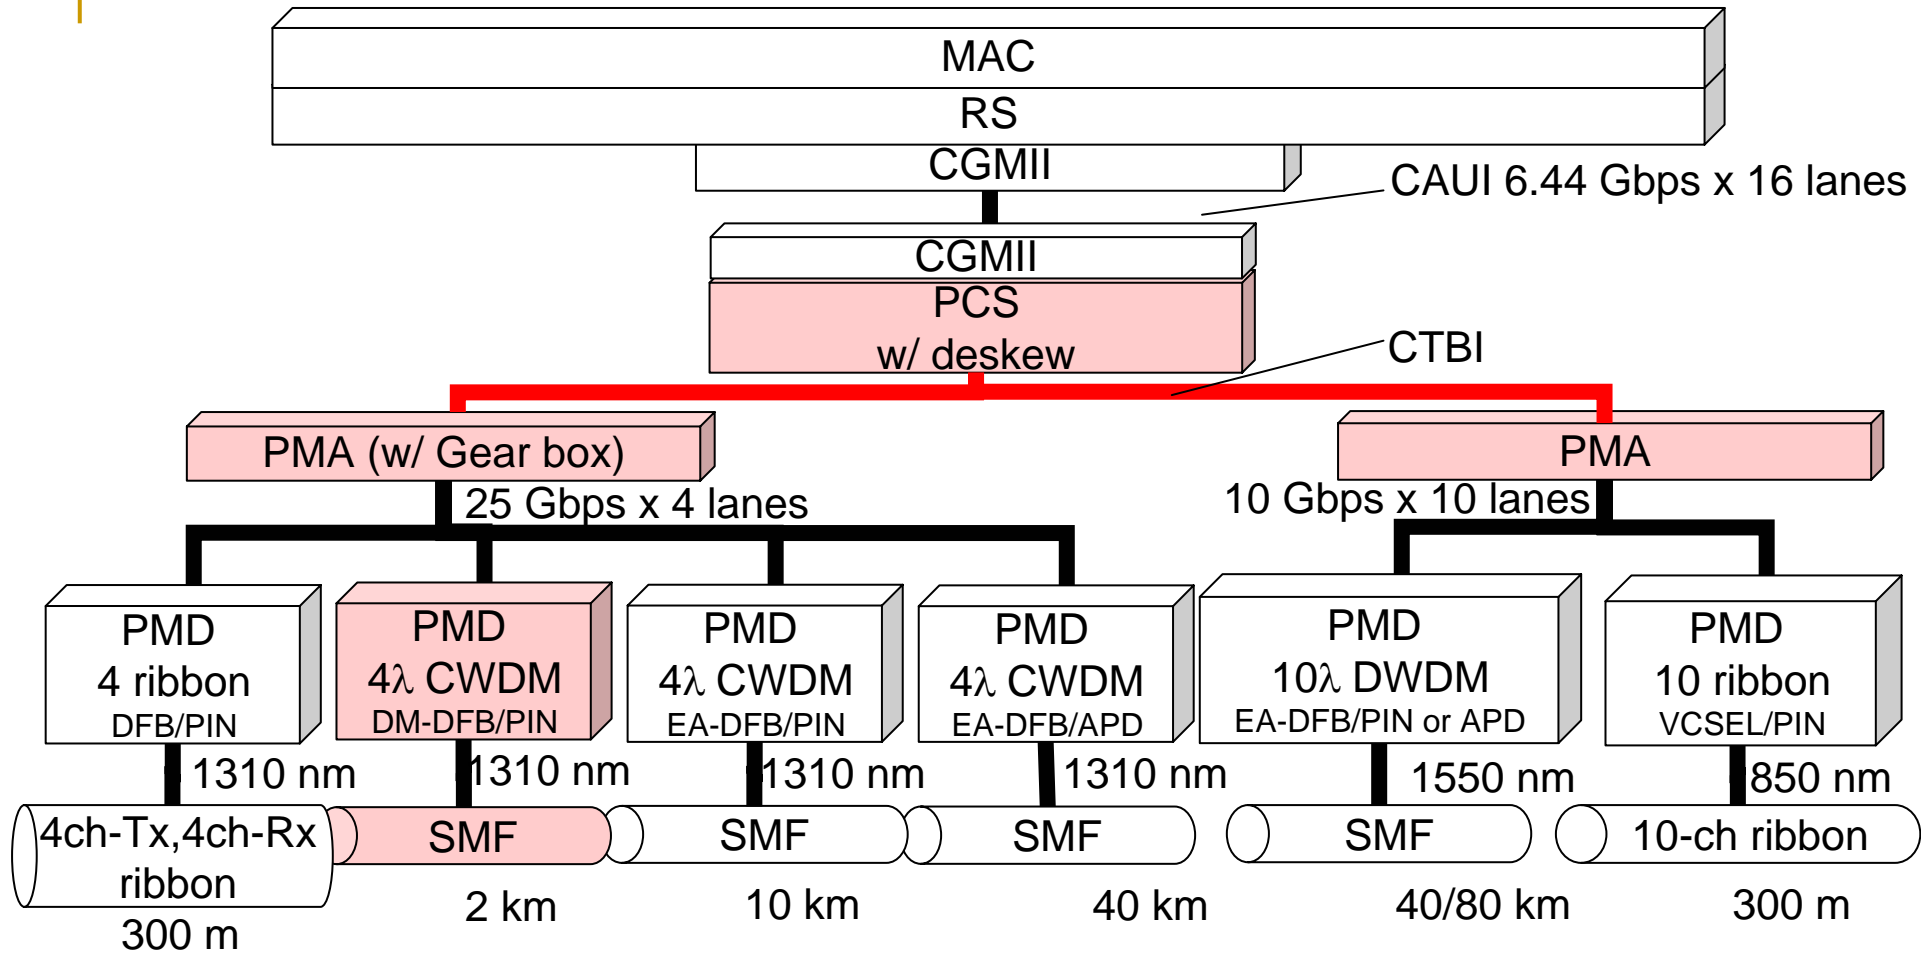 MAC
RS
CGMII
CAUI 6.44 Gbps x 16 lanes
CGMII
PCS
w/ deskew
CTBI
PMA (w/ Gear box)
PMA
25 Gbps x 4 lanes
10 Gbps x 10 lanes
PMD
4 ribbon
DFB/PIN
PMD
4λ CWDM
DM-DFB/PIN
PMD
4λ CWDM
EA-DFB/PIN
PMD
4λ CWDM
EA-DFB/APD
PMD
10λ DWDM
EA-DFB/PIN or APD
PMD
10 ribbon
VCSEL/PIN
1310 nm
1310 nm
1310 nm
1310 nm
1550 nm
850 nm
4ch-Tx,4ch-Rx
ribbon
SMF
SMF
SMF
SMF
10-ch ribbon
300 m
2 km
10 km
40 km
40/80 km
300 m